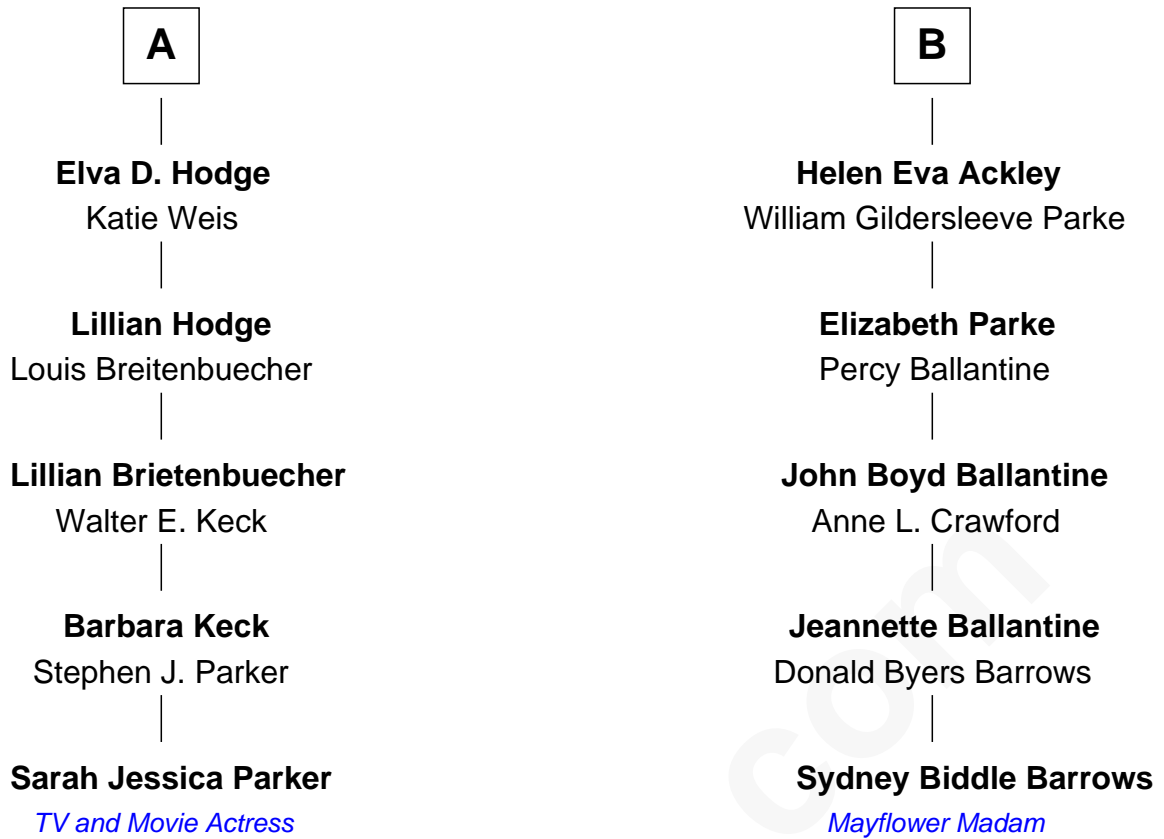 A
B
Elva D. Hodge
Katie Weis
Helen Eva Ackley
William Gildersleeve Parke
Lillian Hodge
Louis Breitenbuecher
Elizabeth Parke
Percy Ballantine
Lillian Brietenbuecher
Walter E. Keck
John Boyd Ballantine
Anne L. Crawford
Barbara Keck
Stephen J. Parker
Jeannette Ballantine
Donald Byers Barrows
Sarah Jessica Parker
TV and Movie Actress
Sydney Biddle Barrows
Mayflower Madam
com